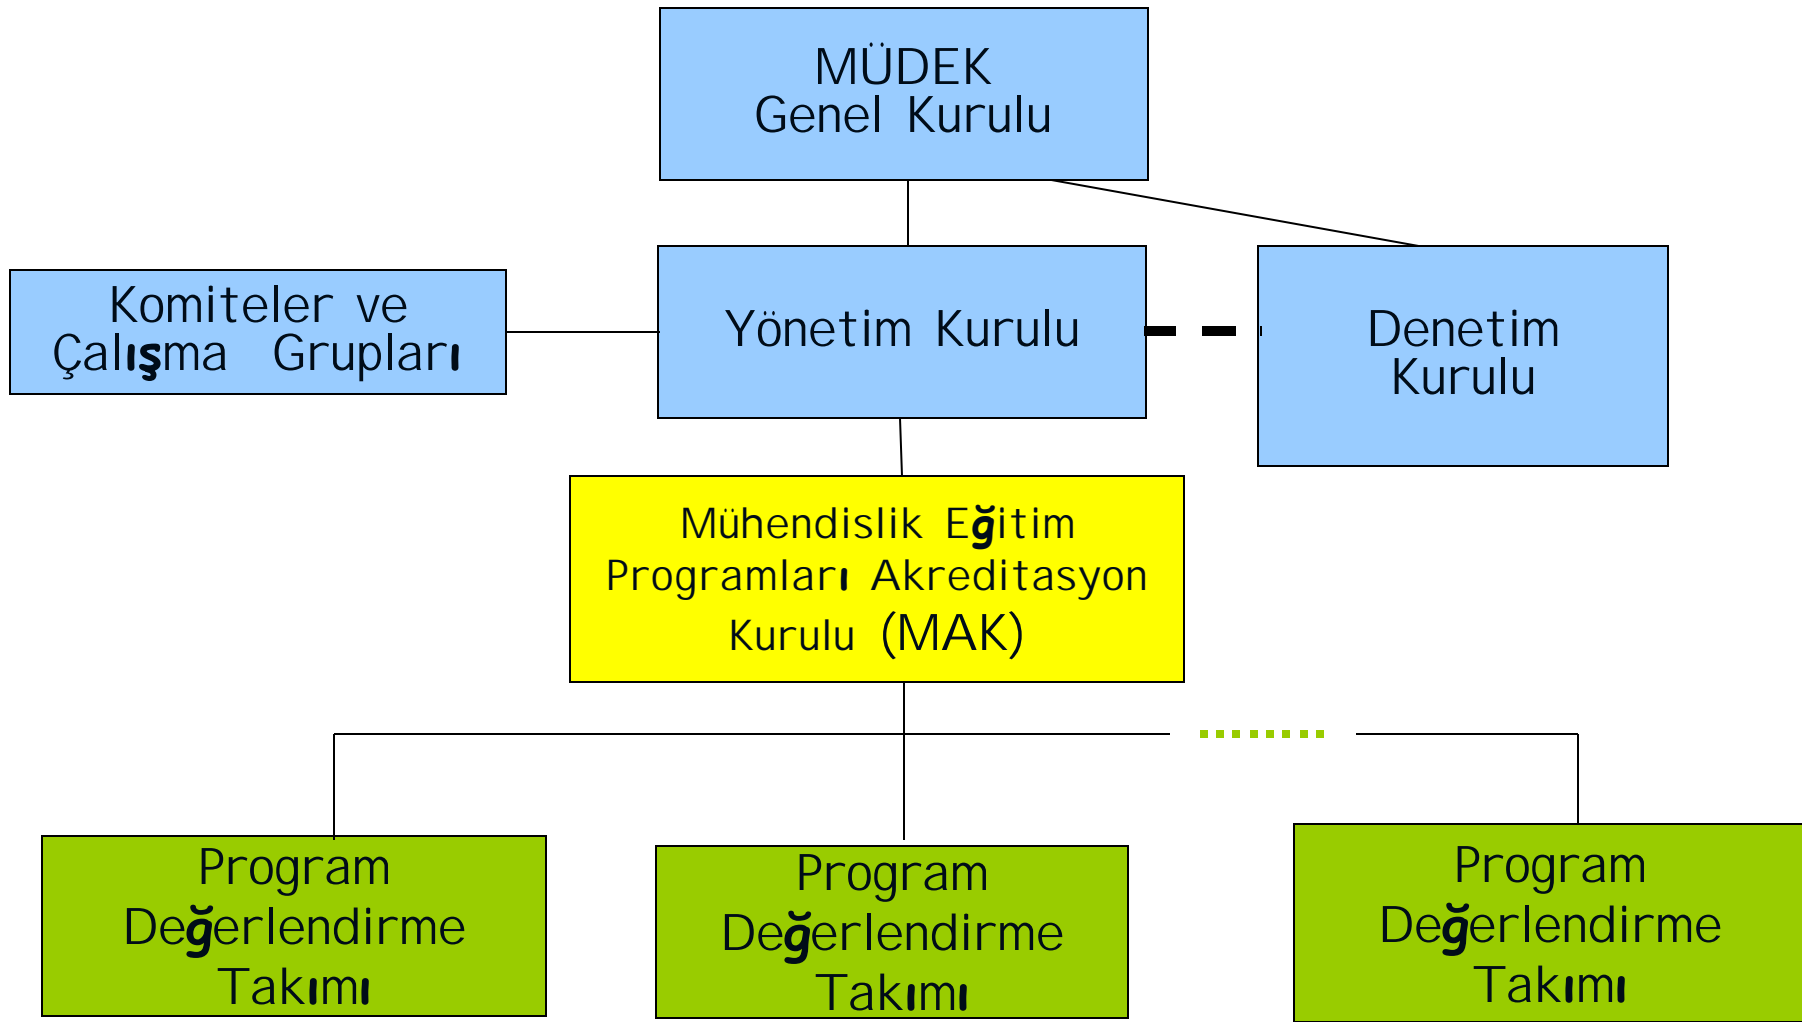 MÜDEK
Genel Kurulu
Komiteler ve
Çalışma Grupları
Yönetim Kurulu
Denetim
Kurulu
Mühendislik Eğitim
Programları Akreditasyon
Kurulu (MAK)
Program
Değerlendirme
Takımı
Program
Değerlendirme
Takımı
Program
Değerlendirme
Takımı